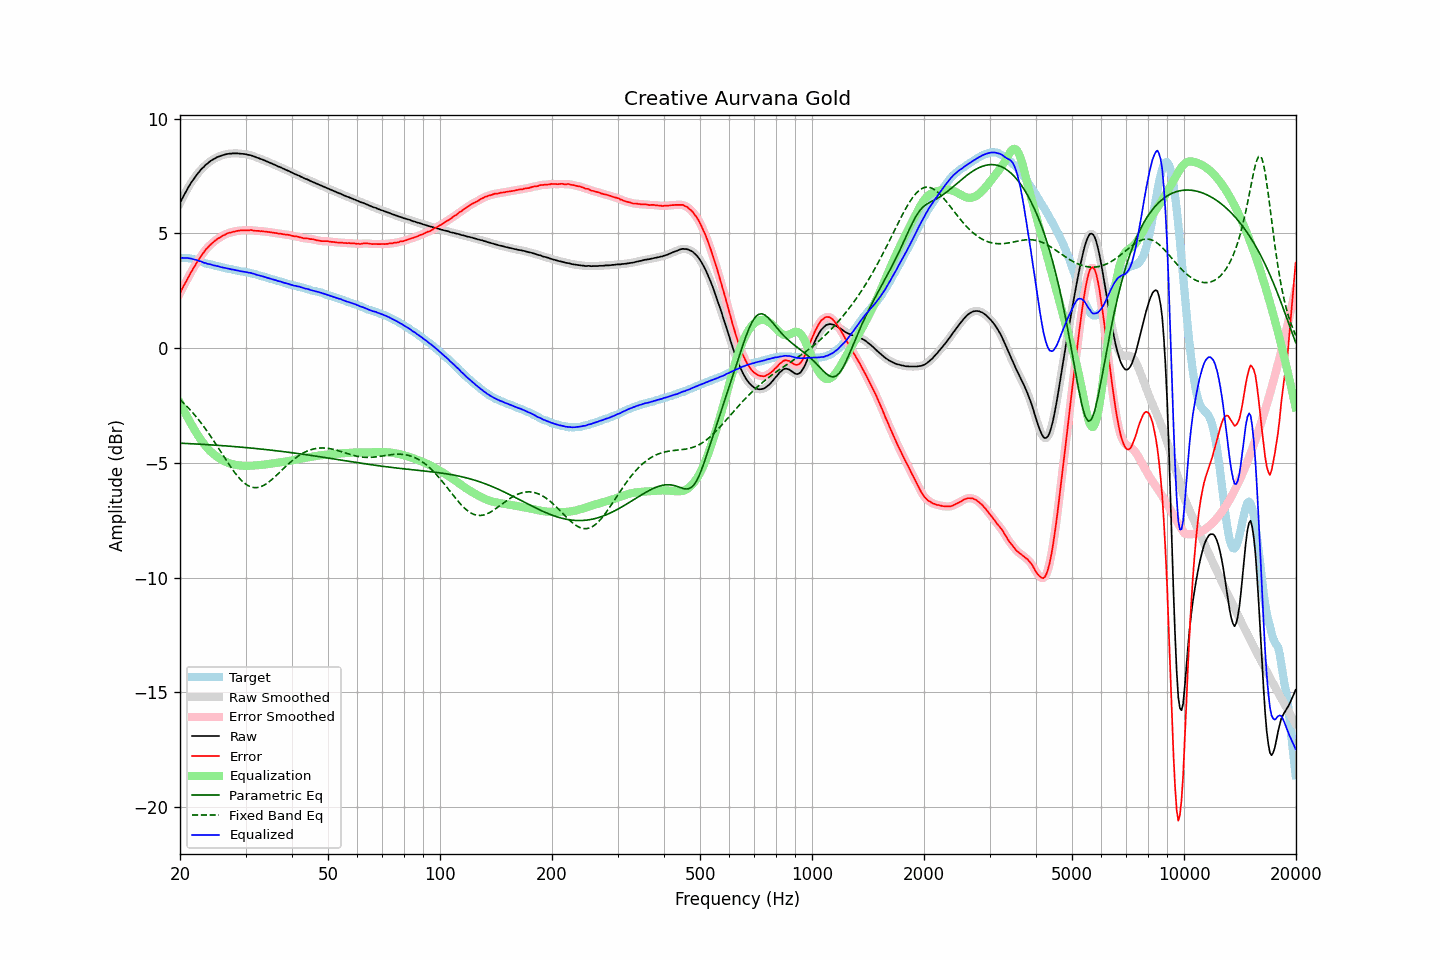 Creative Aurvana Gold
Amplitude (dBr)
10
5
0
−5
−10
−15
−20
Target
Raw Smoothed
Error Smoothed
Raw
Error
Equalization
Parametric Eq
Fixed Band Eq
Equalized
20 50 100 200 500 1000 2000 5000 10000 20000
Frequency (Hz)